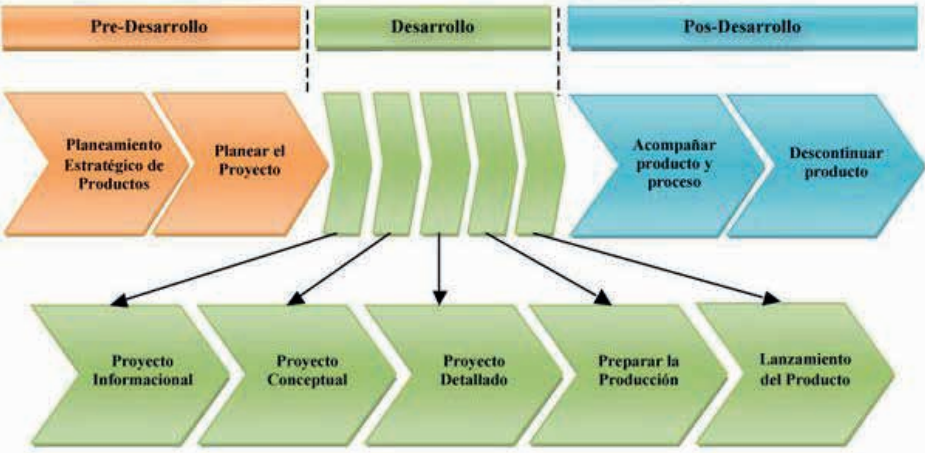 Pre-Desarrollo
Desarrollo
Pos-Desarrollo
Planeamiento
Estratégico de
Productos
Planear el
Proyecto
Acompañar
producto y
proceso
Descontinuar
producto
Proyecto
Informacional
Proyecto
Conceptual
Proyecto
Detallado
Preparar la
Producción
Lanzamiento
del Producto